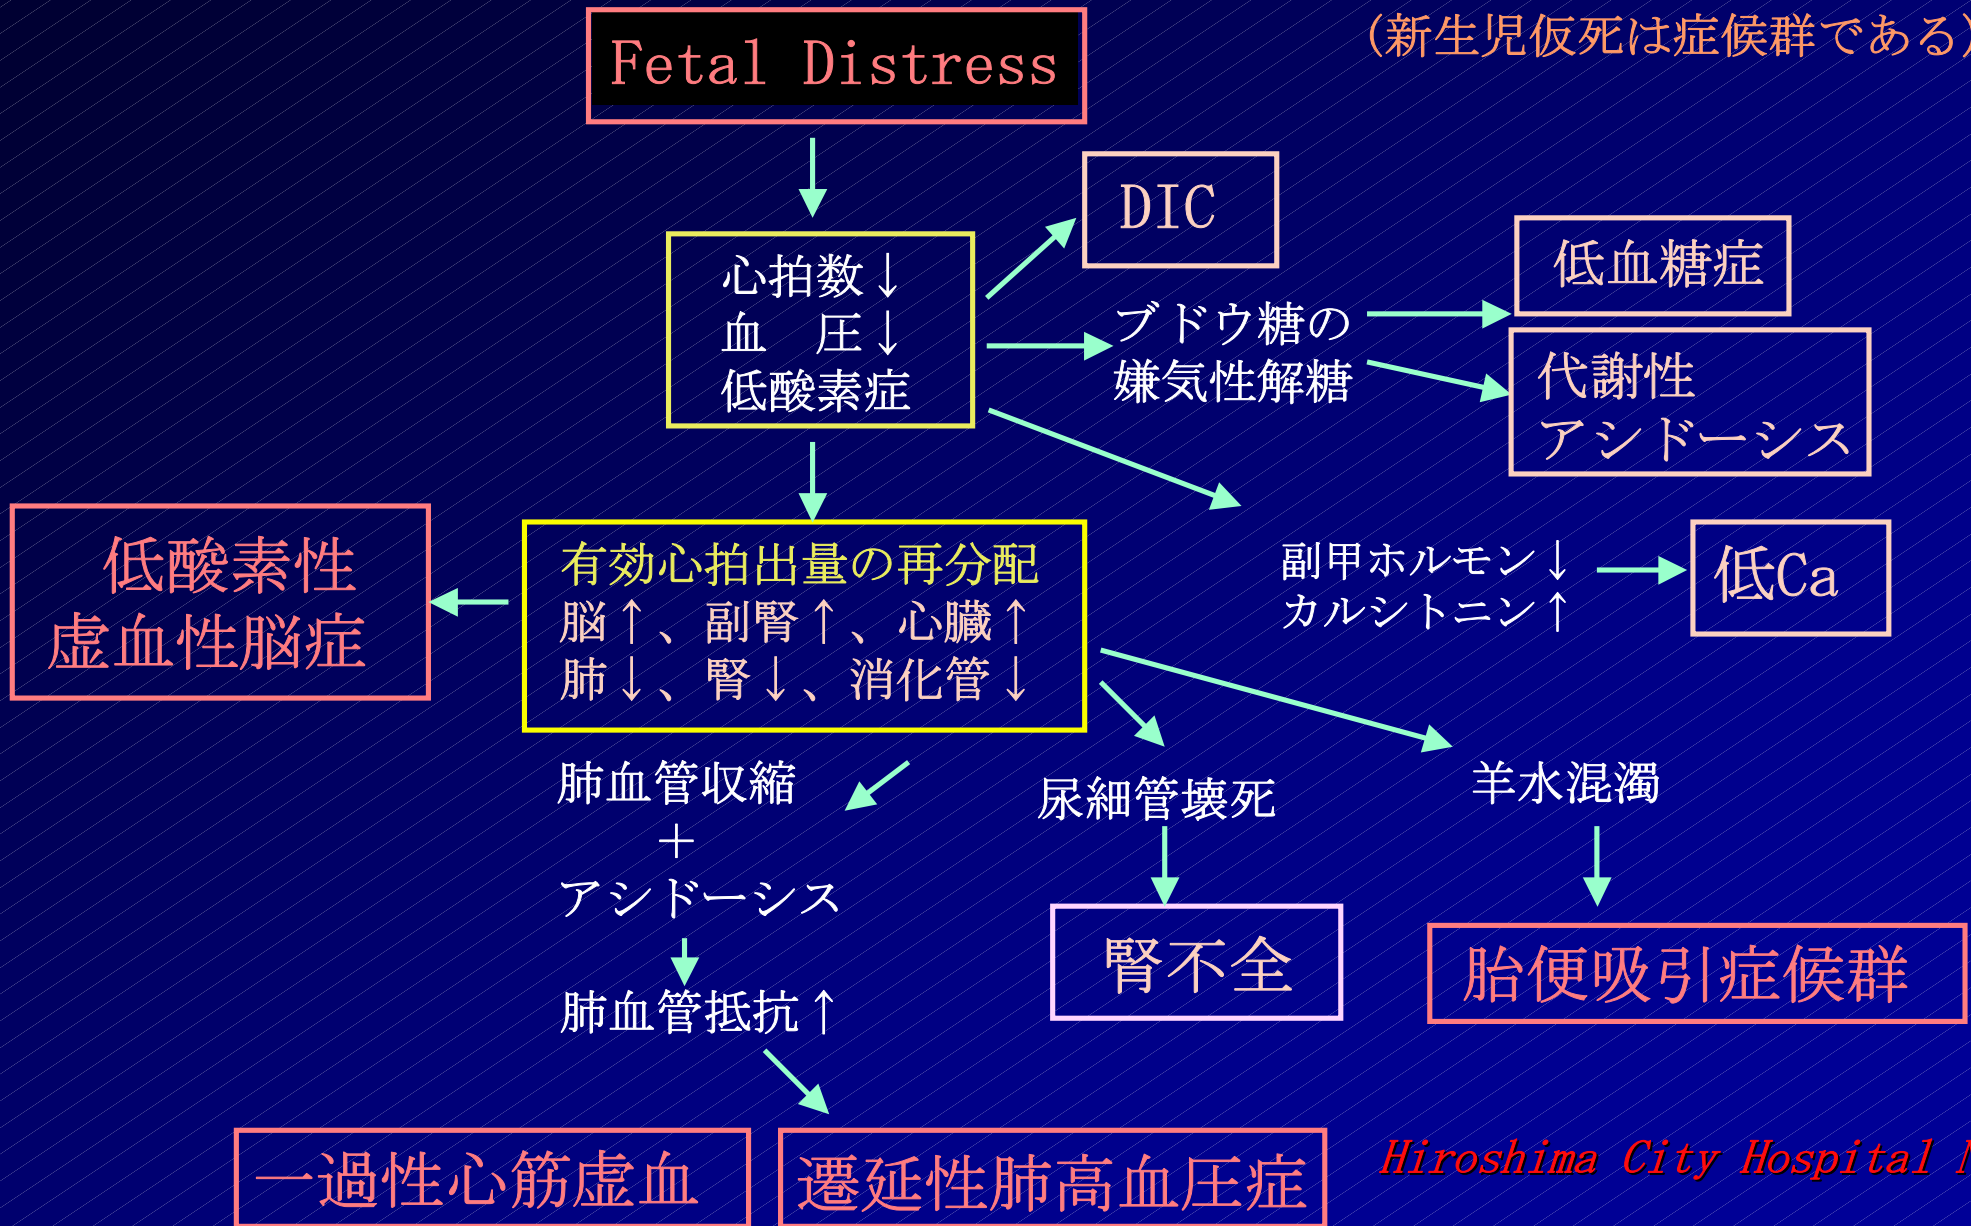 Fetal Distress
(新生児仮死は症候群である)
DIC
心拍数↓
血　圧↓
低酸素症
ブドウ糖の
嫌気性解糖
低血糖症
代謝性
アシドーシス
低酸素性
虚血性脳症
有効心拍出量の再分配
脳↑、副腎↑、心臓↑
肺↓、腎↓、消化管↓
副甲ホルモン↓
カルシトニン↑
低Ca
肺血管収縮
＋
アシドーシス
尿細管壊死
羊水混濁
腎不全
胎便吸引症候群
肺血管抵抗↑
一過性心筋虚血
遷延性肺高血圧症
Hiroshima City Hospital